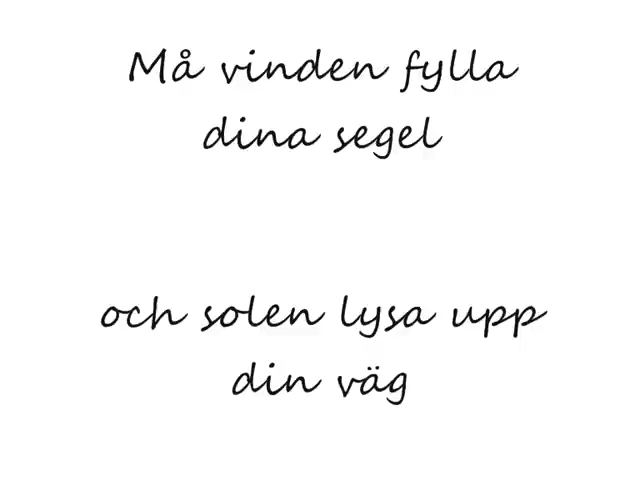 Må vinden fylla
dina segel
och solen lysa upp
din väg